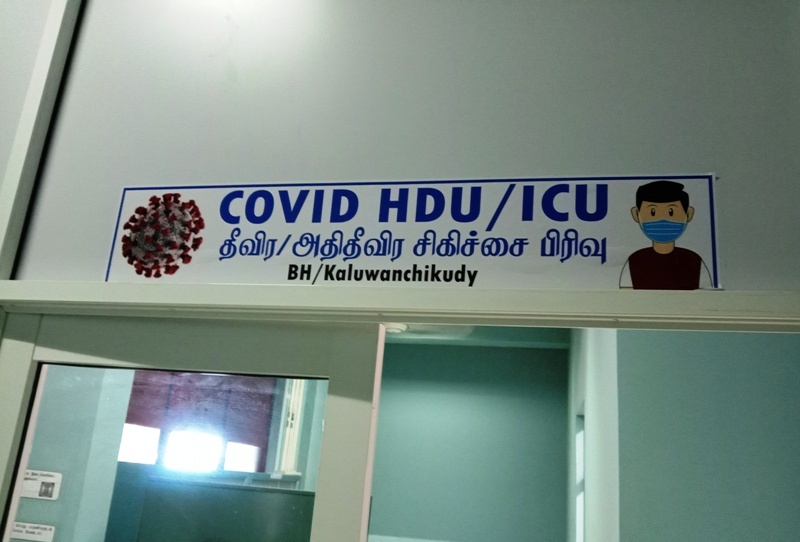 COVID HDU/ICU
தீவிர/அதிதீவிர சிகிச்சை பிரிவு
BH/Kaluwanchikudy